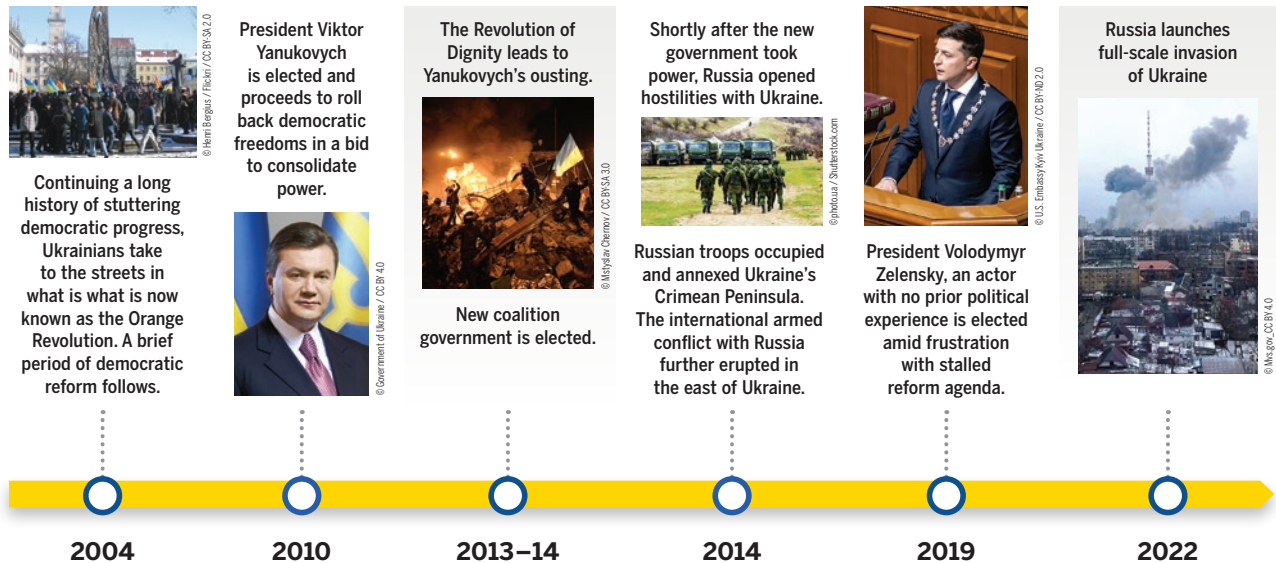 © Henri Bergius / Flickri / CC BY-SA 2.0
Continuing a long
history of stuttering
democratic progress,
Ukrainians take
to the streets in
what is what is now
known as the Orange
Revolution. A brief
period of democratic
reform follows.
2004
President Viktor
Yanukovych
is elected and
proceeds to roll
back democratic
freedoms in a bid
to consolidate
power.
© Government of Ukraine / CC BY 4.0
2010
The Revolution of
Dignity leads to
Yanukovych’s ousting.
© Mstyslav Chernov / CC BY-SA 3.0
New coalition
government is elected.
2013–14
Shortly after the new
government took
power, Russia opened
hostilities with Ukraine.
©photo.ua / Shutterstock.com
Russian troops occupied
and annexed Ukraine’s
Crimean Peninsula.
The international armed
conflict with Russia
further erupted in
the east of Ukraine.
2014
© U.S. Embassy Kyiv Ukraine / CC BY-ND 2.0
President Volodymyr
Zelensky, an actor
with no prior political
experience is elected
amid frustration
with stalled
reform agenda.
2019
Russia launches
full-scale invasion
of Ukraine
© Mvs.gov_CC BY 4.0
2022